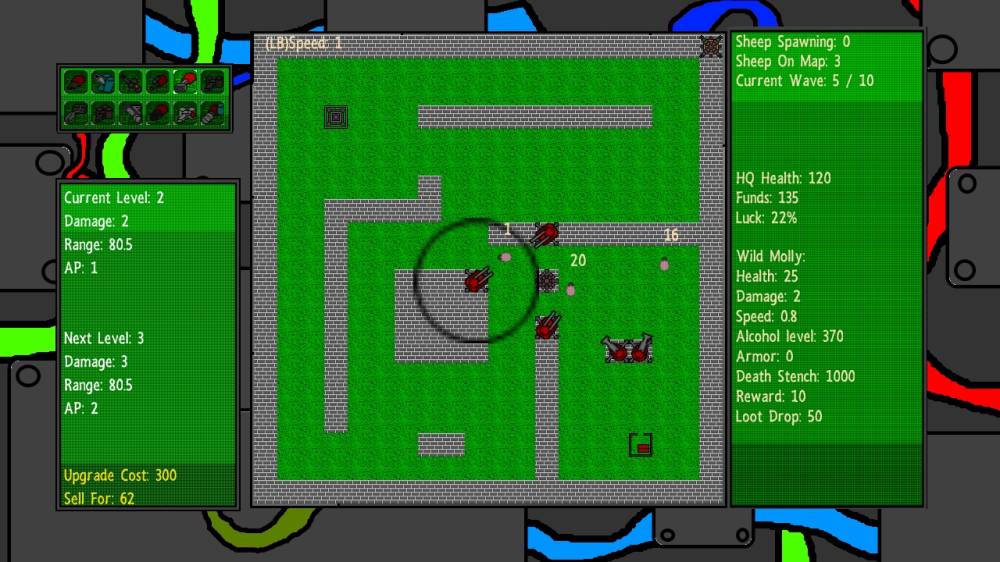 (LB)Speed: 1
Sheep Spawning: 0
Sheep On Map: 3
Current Wave: 5 / 10
HQ Health: 120
Funds: 135
Luck: 22%
Wild Molly:
Health: 25
Damage: 2
Speed: 0.8
Alcohol level: 370
Armor: 0
Death Stench: 1000
Reward: 10
Loot Drop: 50
Current Level: 2
Damage: 2
Range: 80.5
AP: 1
Next Level: 3
Damage: 3
Range: 80.5
AP: 2
Upgrade Cost: 300
Sell For: 62
1
16
20